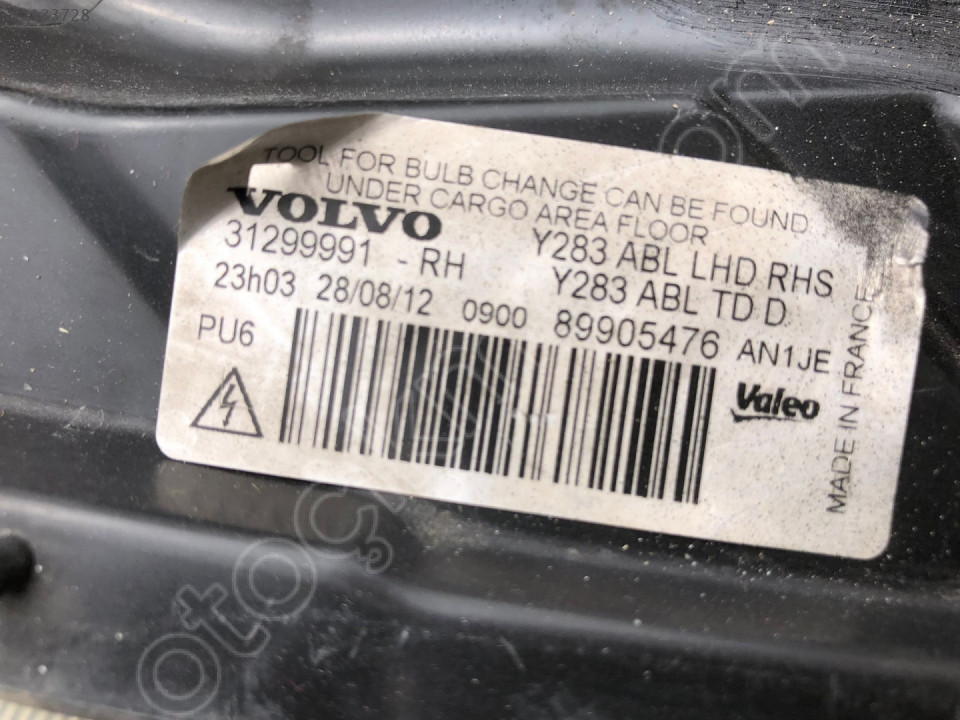 TOOL FOR BULB CHANGE CAN BE FOUND
UNDER CARGO AREA FLOOR
VOLVO
31299991 - RH
Y283 ABL LHD RHS
Y283 ABL TD D
23h03 28/08/12 0900 89905476 AN1JE
PU6
Valeo
MADE IN FRANCE